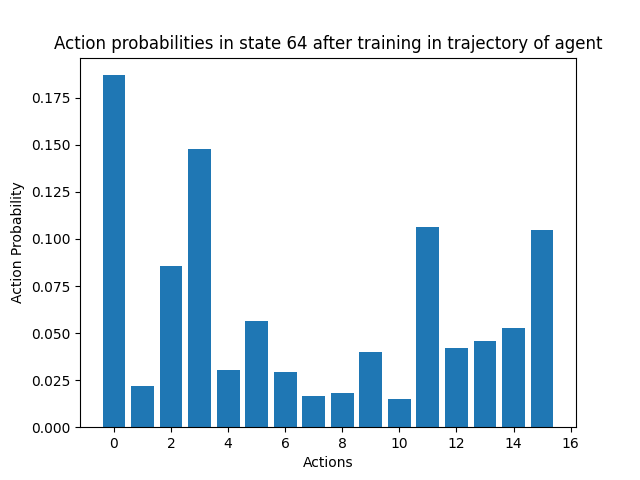 Action probabilities in state 64 after training in trajectory of agent
0.175
0.150
0.125
0.100
0.075
0.050
0.025
0.000
Action Probability
0 2 4 6 8 10 12 14 16
Actions